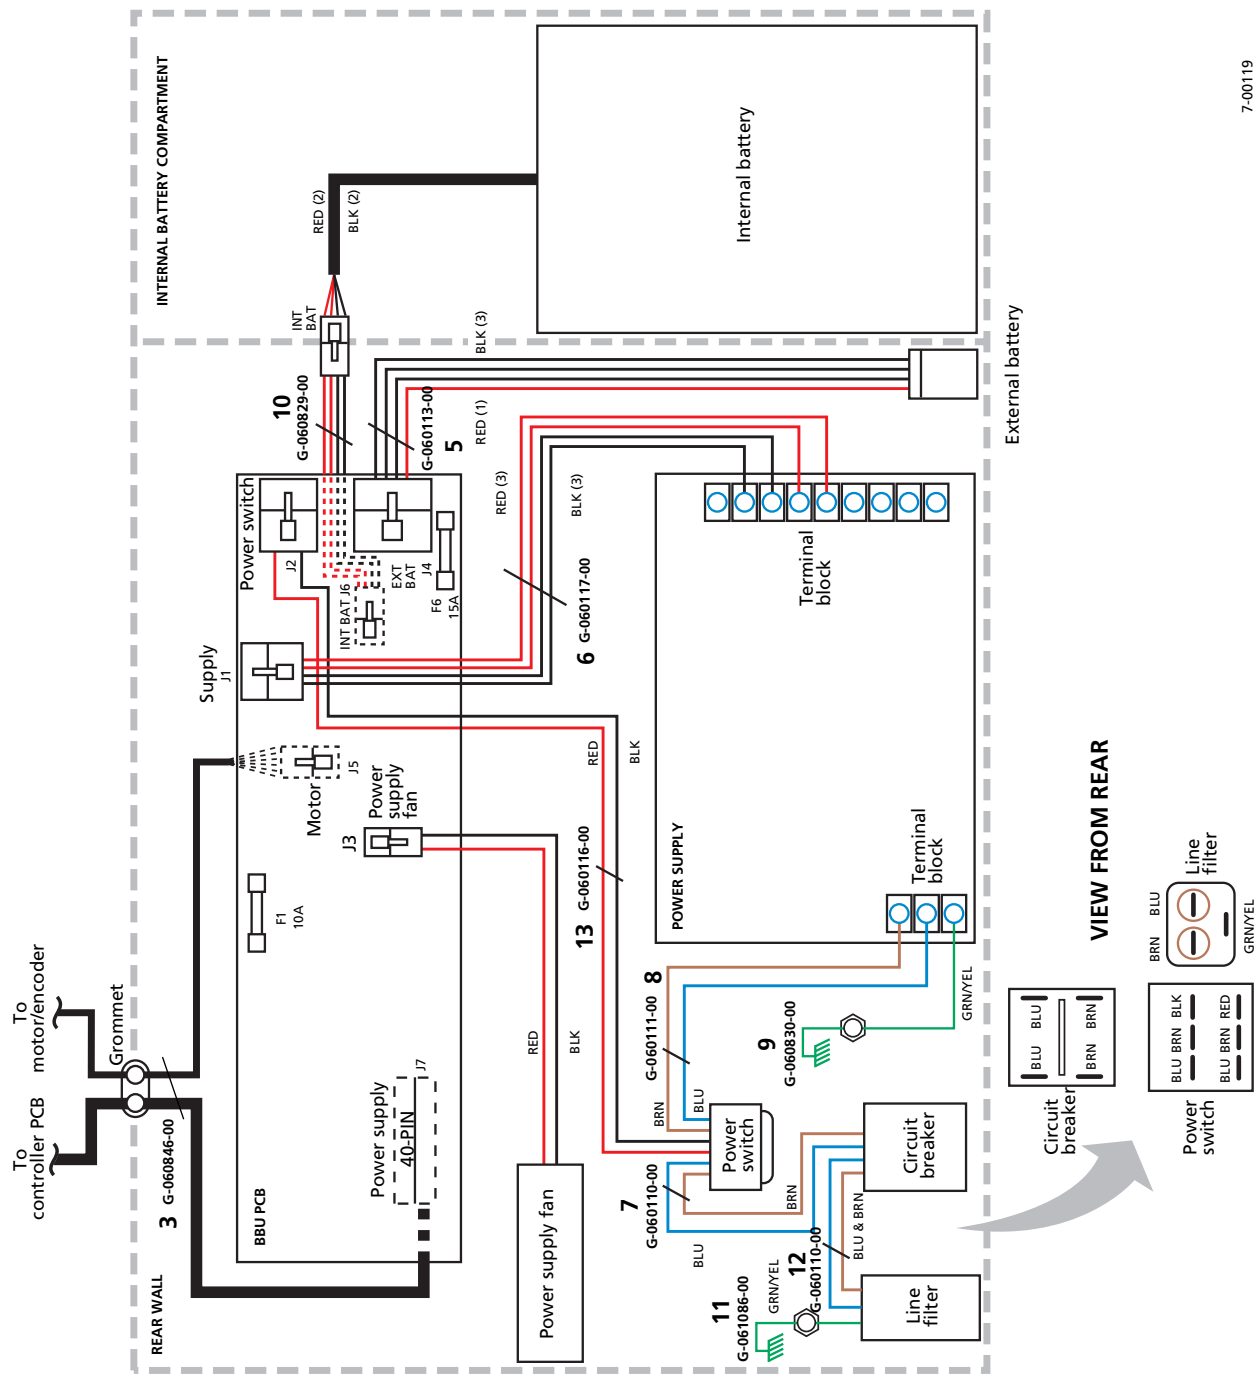 INTERNAL BATTERY COMPARTMENT
RED (2)
BLK (2)
Internal battery
7-00119
INT
BAT
10
G-060829-00
G-060113-00
5
BLK (3)
RED (1)
External battery
Power switch
J2
INT BAT J6
EXT
BAT
J4
F6
15A
RED (3)
BLK (3)
6 G-060117-00
Terminal
block
Supply
J1
Motor
J5
Power
supply
fan
J3
F1
10A
RED
BLK
13 G-060116-00
POWER SUPPLY
Terminal
block
To
motor/encoder
Grommet
To
controller PCB
3 G-060846-00
Power supply
40-PIN
J7
BBU PCB
REAR WALL
RED
BLK
Power supply fan
8
G-060111-00
BRN
BLU
9
G-060830-00
GRN/YEL
Power
switch
7
G-060110-00
BLU
BRN
Circuit
breaker
BLU & BRN
12
G-060110-00
11
G-061086-00
GRN/YEL
Line
filter
VIEW FROM REAR
BLU BLU
BRN BRN
Circuit
breaker
BLU BRN BLK
BLU BRN RED
Power
switch
BRN BLU
GRN/YEL
Line
filter